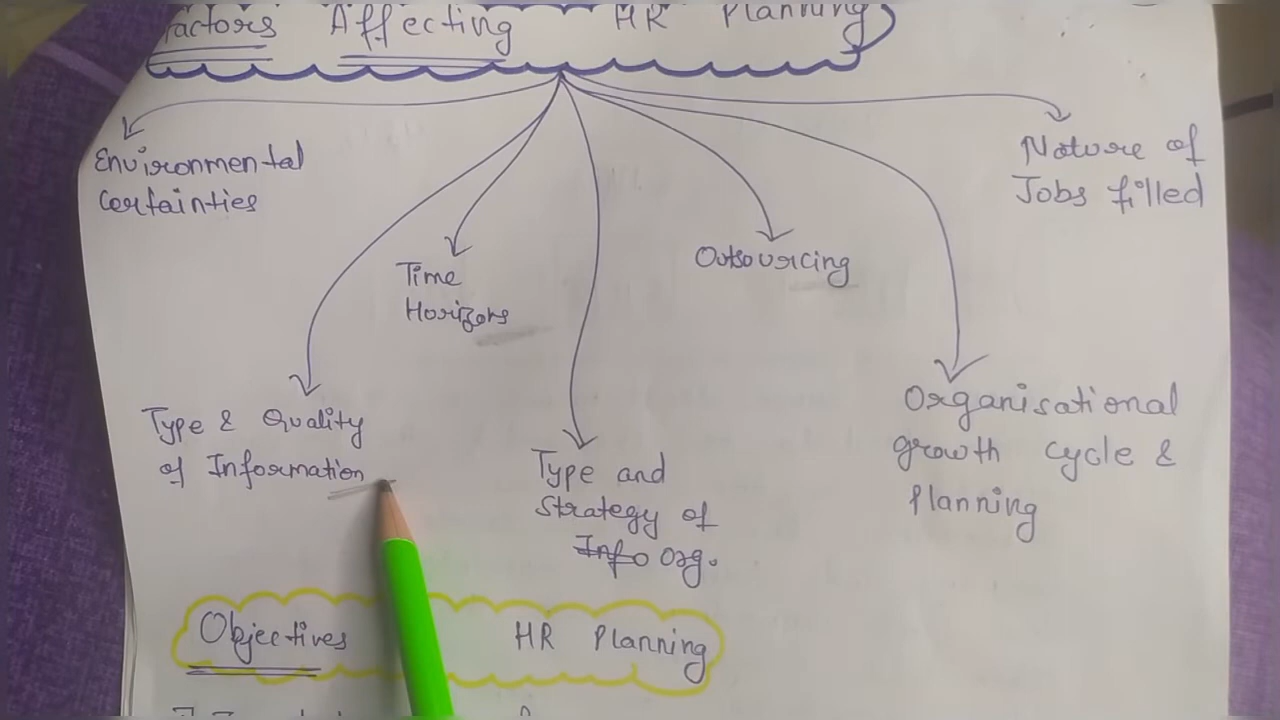 Factors Affecting HR Planning
Environmental
Certainties
Nature of
Jobs filled
Time
Horizons
Outsourcing
Type & Quality
of Information
Type and
Strategy of
Info Org.
Organisational
growth cycle &
Planning
Objectives HR Planning